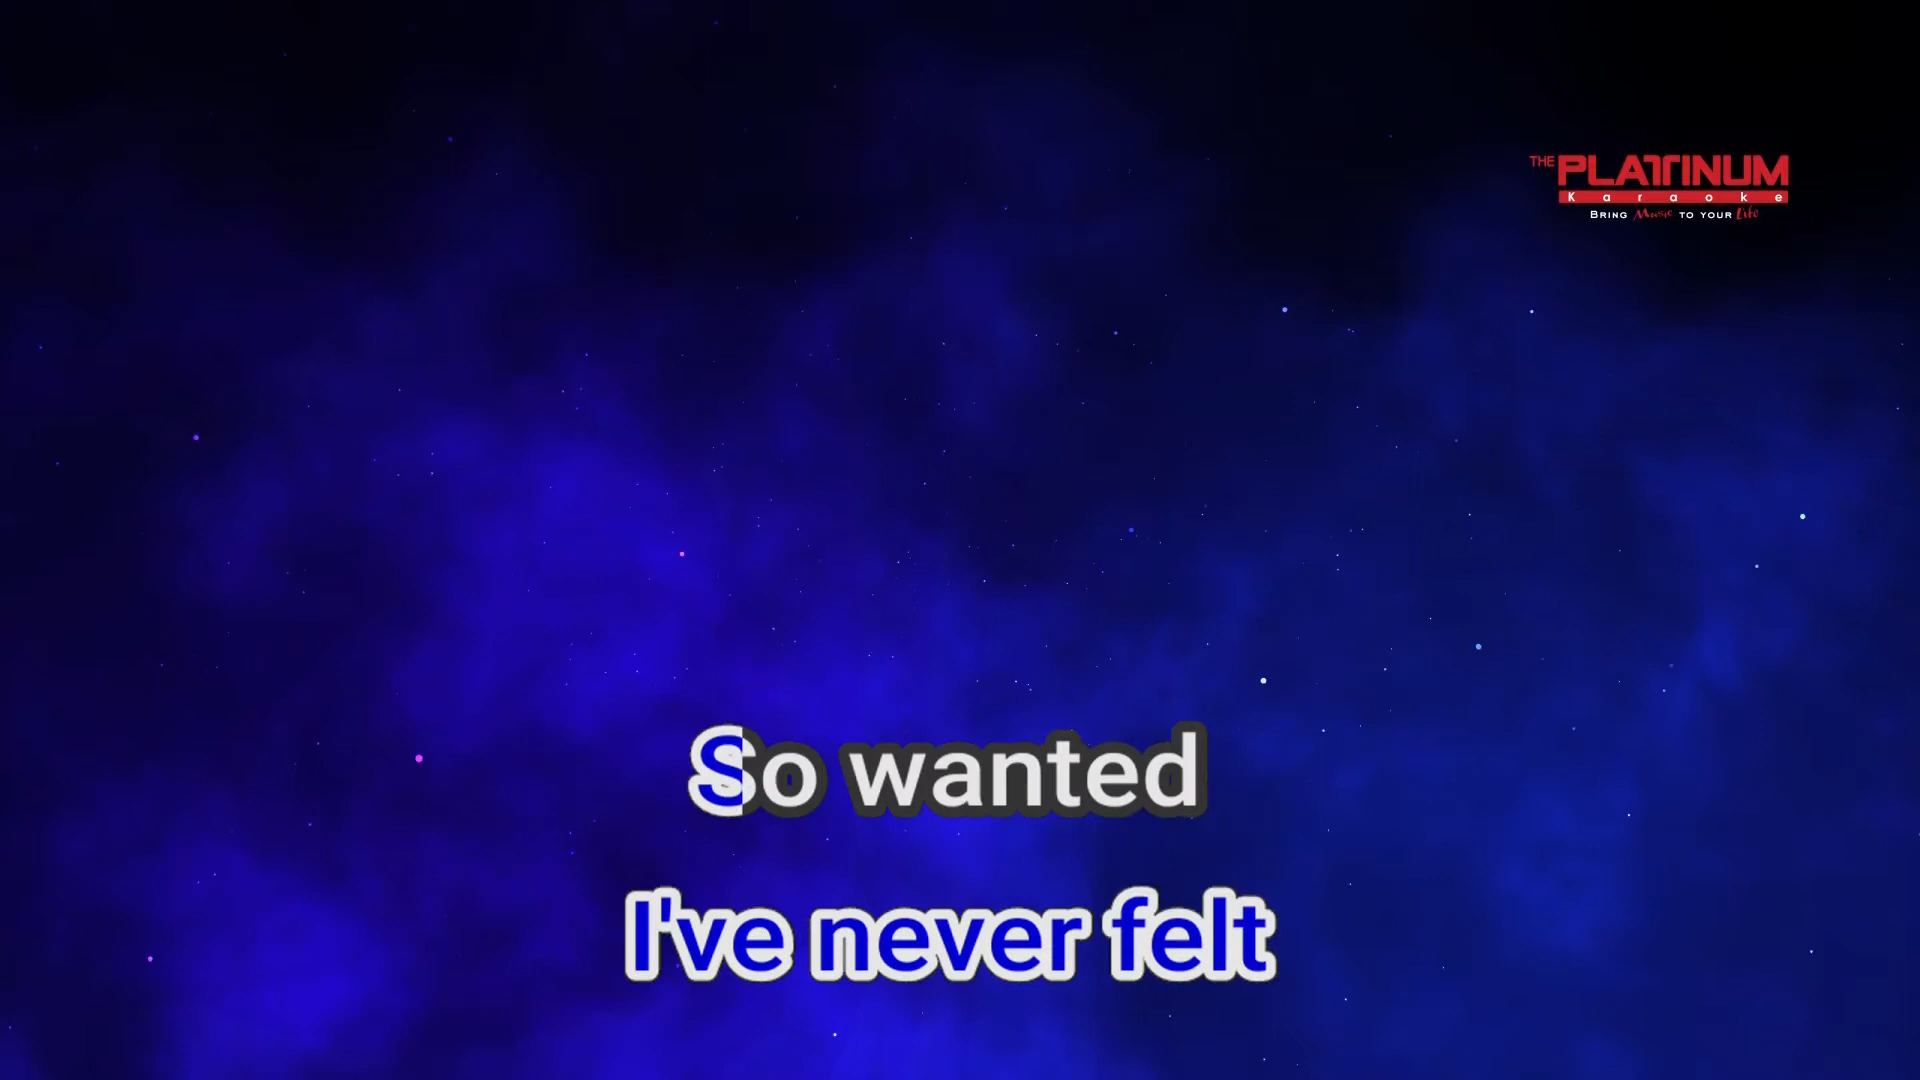 THE PLATINUM
Karaoke
BRING Music TO YOUR Life
So wanted
I've never felt